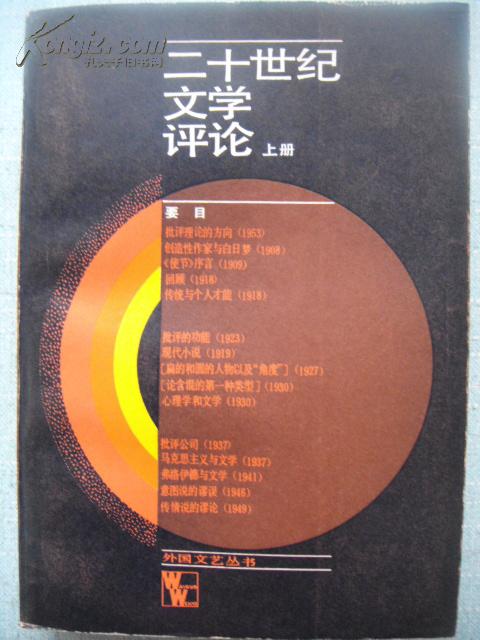 Kongfz.com
孔夫子旧书网
二十世纪
文学
评论 上册
要 目
批评理论的方向(1953)
创造性作家与白日梦(1908)
《使节》序言(1909)
回顾(1918)
传统与个人才能(1918)
批评的功能(1923)
现代小说(1919)
[扁的和圆的人物以及“角度”](1927)
[论含混的第一种类型](1930)
心理学和文学(1930)
批评公司(1937)
马克思主义与文学(1937)
弗洛伊德与文学(1941)
意图说的谬误(1946)
传情说的谬论(1949)
外国文艺丛书